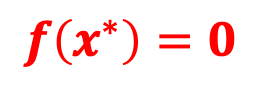 f(x*) = 0